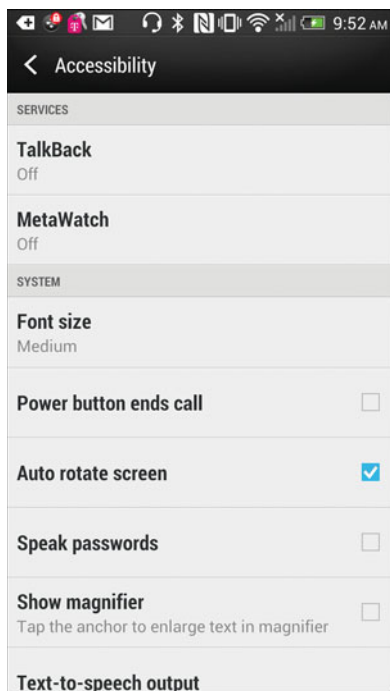 9:52 AM
Accessibility
SERVICES
TalkBack
Off
MetaWatch
Off
SYSTEM
Font size
Medium
Power button ends call
Auto rotate screen
Speak passwords
Show magnifier
Tap the anchor to enlarge text in magnifier
Text-to-speech output